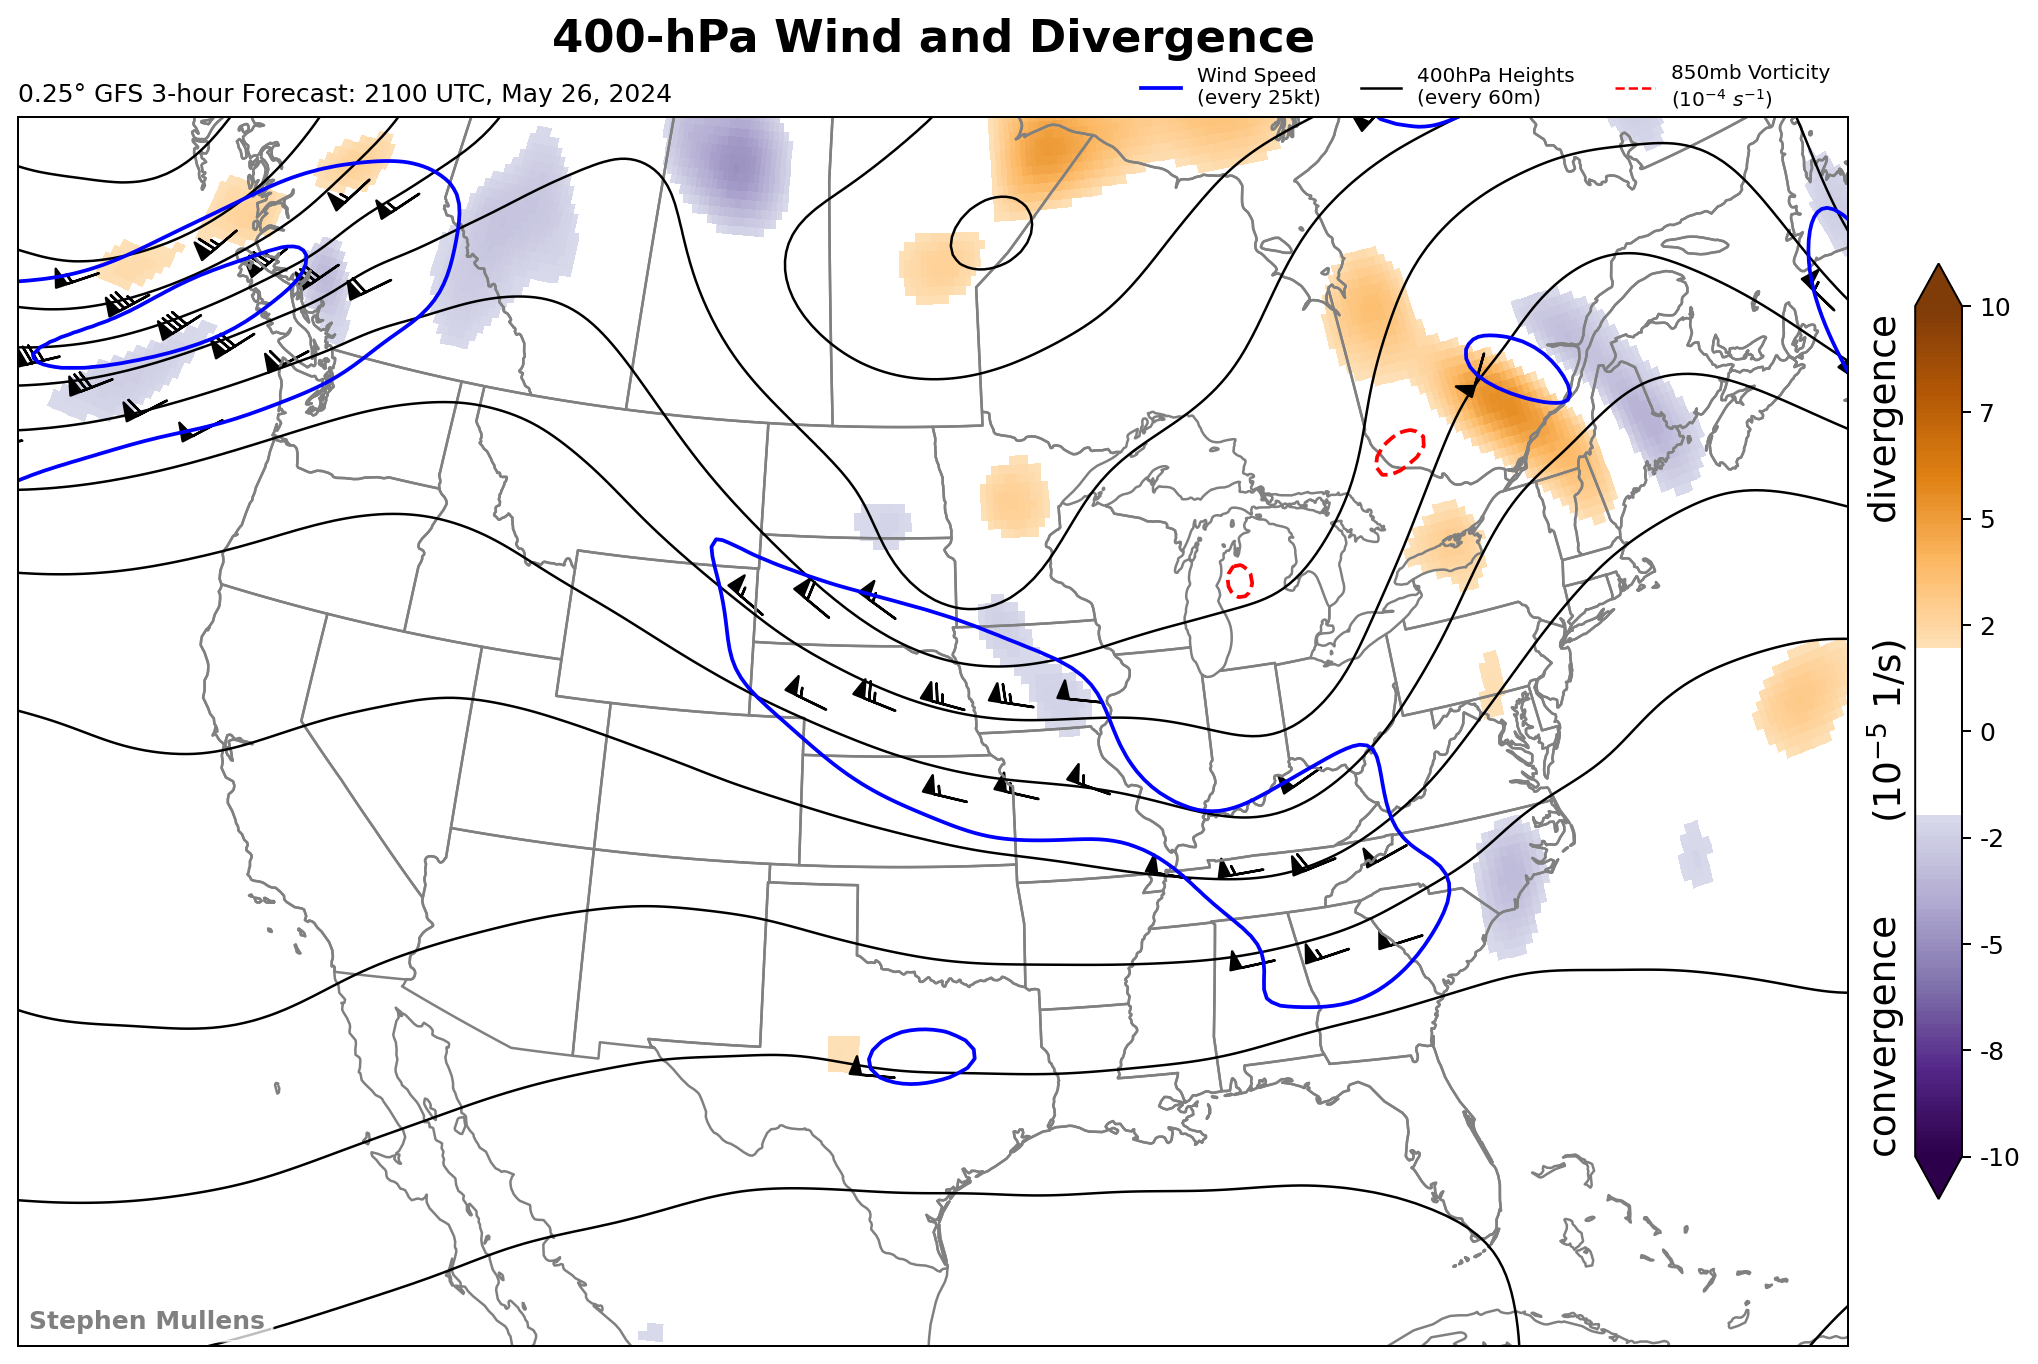 400-hPa Wind and Divergence
0.25° GFS 3-hour Forecast: 2100 UTC, May 26, 2024
Wind Speed
(every 25kt)
400hPa Heights
(every 60m)
850mb Vorticity
(10⁻⁴ s⁻¹)
10
7
5
2
0
-2
-5
-8
-10
convergence (10⁻⁵ 1/s) divergence
Stephen Mullens